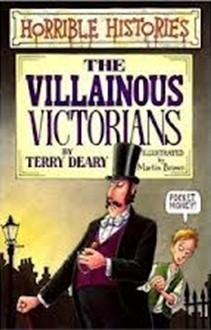 HORRIBLE HISTORIES
THE
VILLAINOUS
VICTORIANS
BY
TERRY DEARY
ILLUSTRATED
by
Martin Brown
POCKET
MONEY!